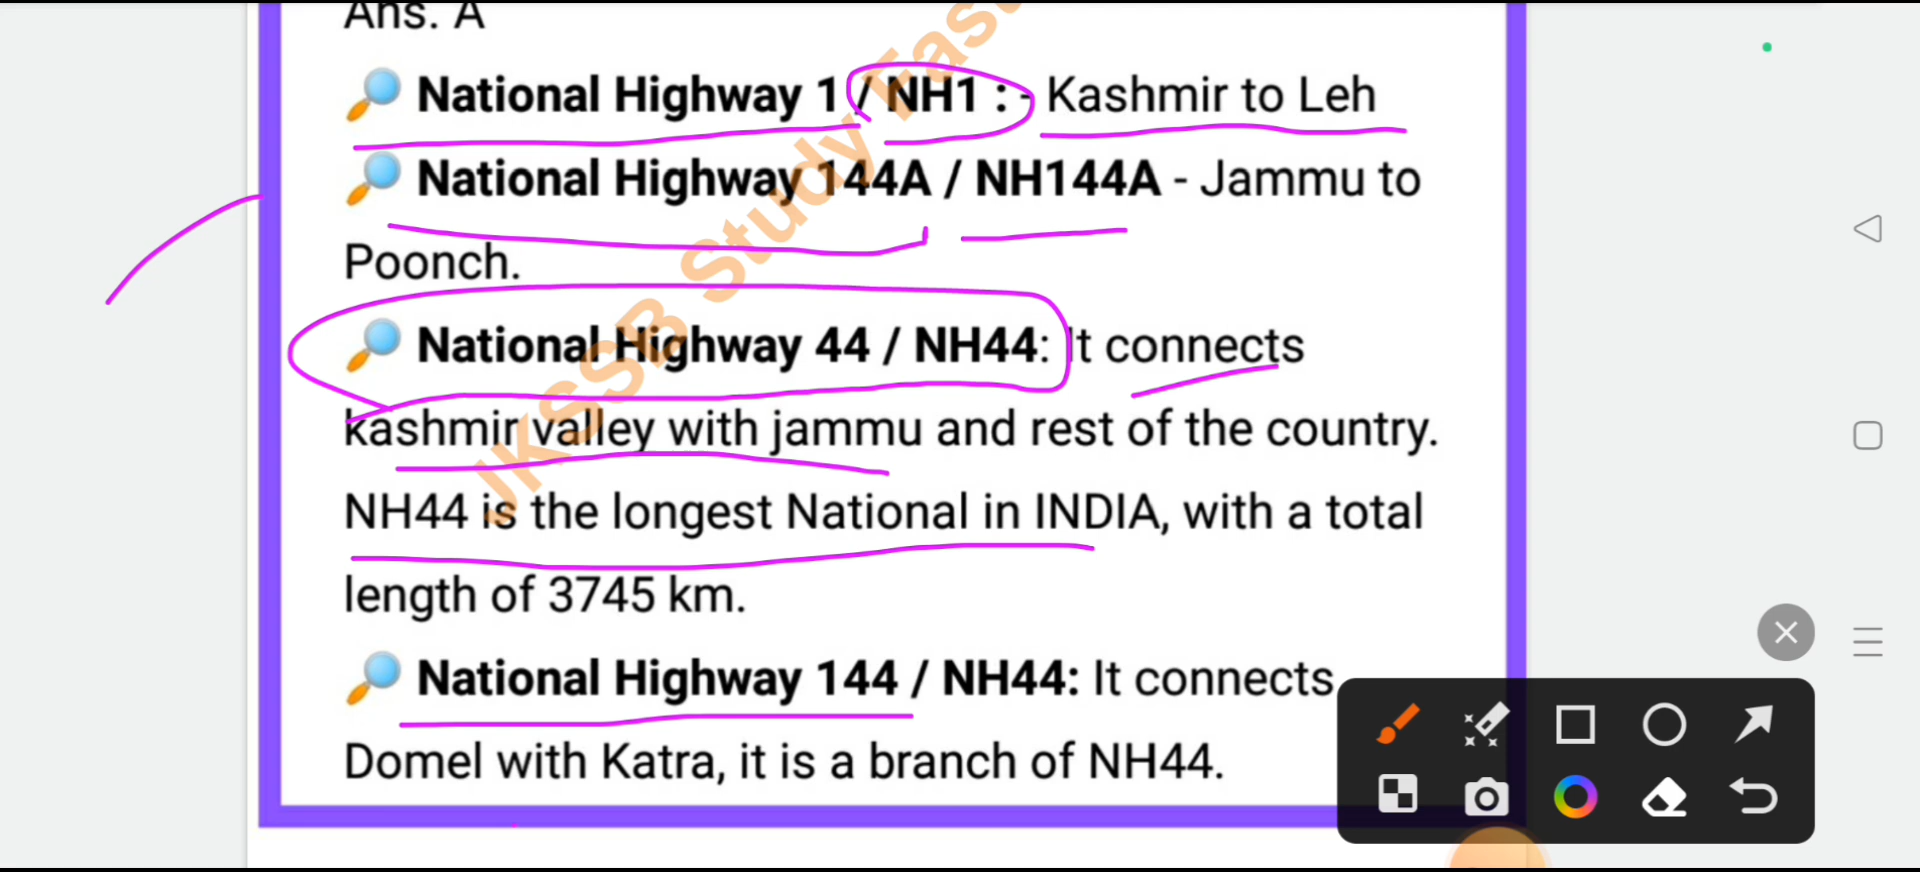 Ans. A
National Highway 1 / NH1 : - Kashmir to Leh
National Highway 144A / NH144A - Jammu to
Poonch.
National Highway 44 / NH44: It connects
kashmir valley with jammu and rest of the country.
NH44 is the longest National in INDIA, with a total
length of 3745 km.
National Highway 144 / NH44: It connects
Domel with Katra, it is a branch of NH44.
JKSSB Study Fast